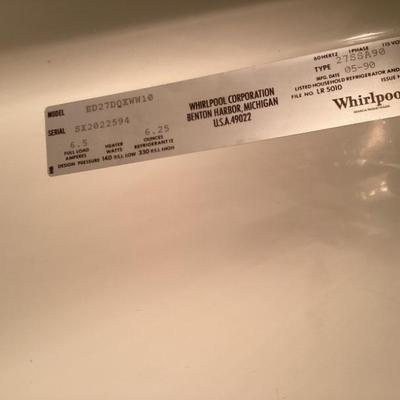 MODEL ED27DQXWW10
SERIAL SX2022594
6.5 6.25
FULL LOAD AMPERES HEATER WATTS OUNCES REFRIGERANT 12
DESIGN PRESSURE 140 P.S.I. LOW 330 P.S.I. HIGH
WHIRLPOOL CORPORATION
BENTON HARBOR, MICHIGAN
U.S.A. 49022
60 HERTZ 1 PHASE 115
TYPE 27SSA90
MFG. DATE 05-90
LISTED HOUSEHOLD REFRIGERATOR AND
FILE NO. LR 5010 ISSUE
Whirlpool